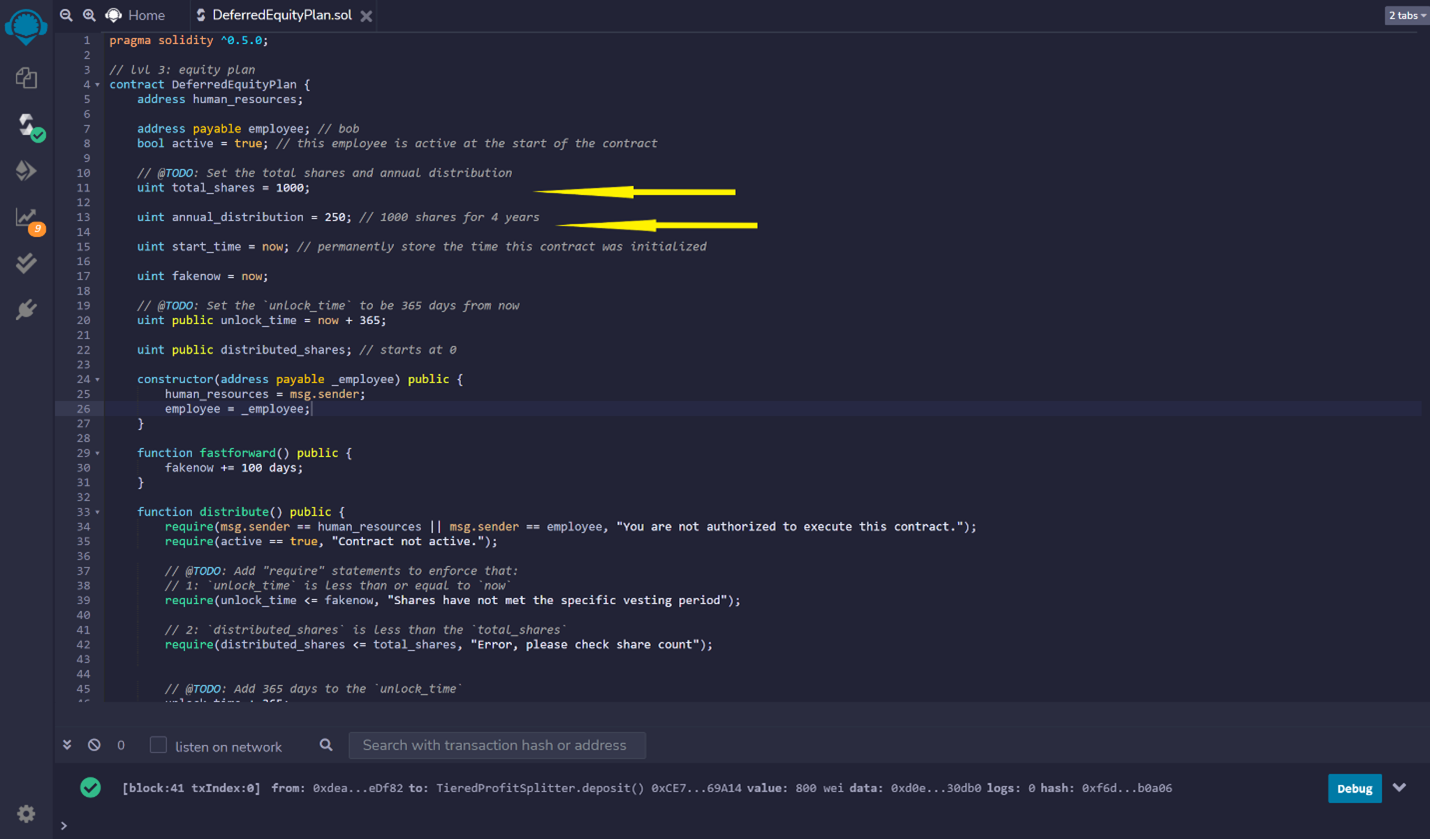 Home
DeferredEquityPlan.sol
2 tabs
1 pragma solidity ^0.5.0;
2
3 // lvl 3: equity plan
4 contract DeferredEquityPlan {
5 address human_resources;
6
7 address payable employee; // bob
8 bool active = true; // this employee is active at the start of the contract
9
10 // @TODO: Set the total shares and annual distribution
11 uint total_shares = 1000;
12
13 uint annual_distribution = 250; // 1000 shares for 4 years
14
15 uint start_time = now; // permanently store the time this contract was initialized
16
17 uint fakenow = now;
18
19 // @TODO: Set the `unlock_time` to be 365 days from now
20 uint public unlock_time = now + 365;
21
22 uint public distributed_shares; // starts at 0
23
24 constructor(address payable _employee) public {
25 human_resources = msg.sender;
26 employee = _employee;
27 }
28
29 function fastforward() public {
30 fakenow += 100 days;
31 }
32
33 function distribute() public {
34 require(msg.sender == human_resources || msg.sender == employee, "You are not authorized to execute this contract.");
35 require(active == true, "Contract not active.");
36
37 // @TODO: Add "require" statements to enforce that:
38 // 1: `unlock_time` is less than or equal to `now`
39 require(unlock_time <= fakenow, "Shares have not met the specific vesting period");
40
41 // 2: `distributed_shares` is less than the `total_shares`
42 require(distributed_shares <= total_shares, "Error, please check share count");
43
44
45 // @TODO: Add 365 days to the `unlock_time`
9
0 listen on network Search with transaction hash or address
[block:41 txIndex:0] from: 0xdea...eDf82 to: TieredProfitSplitter.deposit() 0xCE7...69A14 value: 800 wei data: 0xd0e...30db0 logs: 0 hash: 0xf6d...b0a06 Debug
>